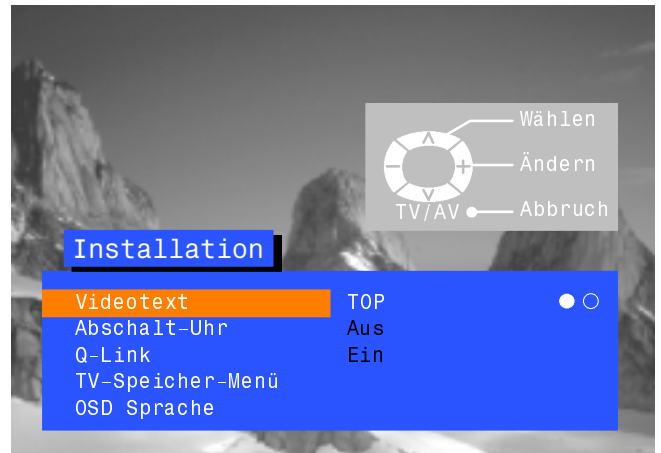 Wählen
Ändern
TV/AV Abbruch
Installation
Videotext TOP
Abschalt-Uhr Aus
Q-Link Ein
TV-Speicher-Menü
OSD Sprache